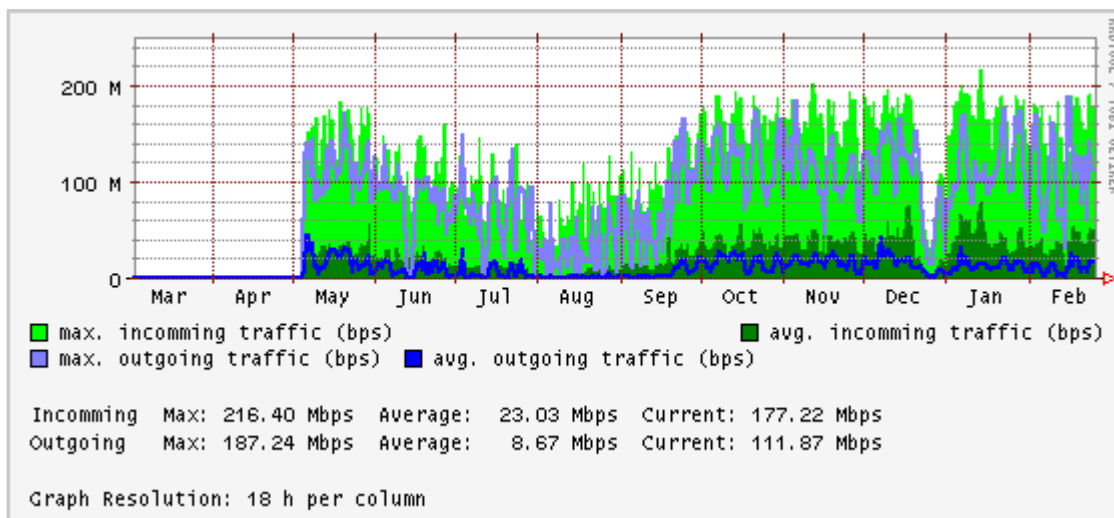 200 M
100 M
0
Mar Apr May Jun Jul Aug Sep Oct Nov Dec Jan Feb
max. incomming traffic (bps) avg. incomming traffic (bps)
max. outgoing traffic (bps) avg. outgoing traffic (bps)
Incomming Max: 216.40 Mbps Average: 23.03 Mbps Current: 177.22 Mbps
Outgoing Max: 187.24 Mbps Average: 8.67 Mbps Current: 111.87 Mbps
Graph Resolution: 18 h per column